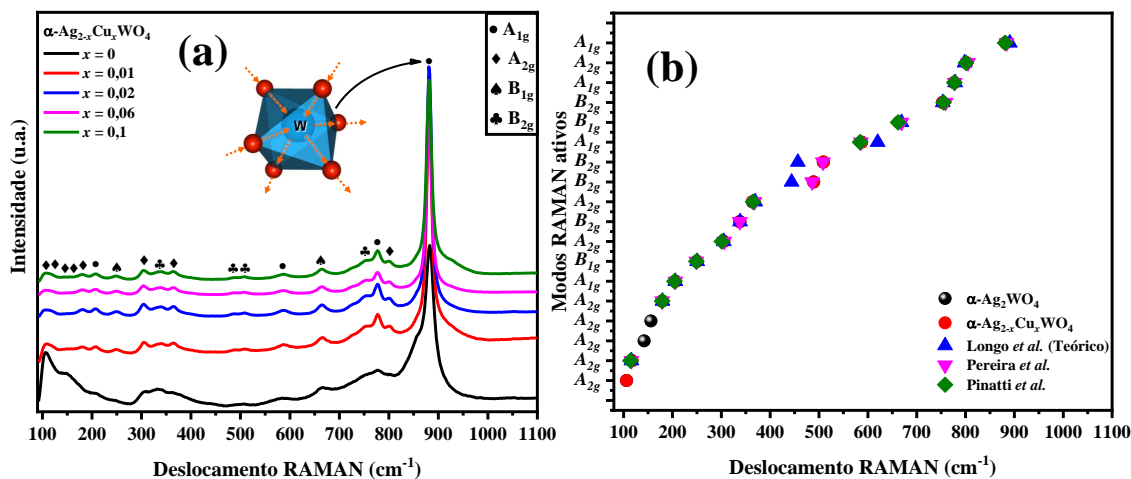 α-Ag2-xCuxWO4
x = 0
x = 0,01
x = 0,02
x = 0,06
x = 0,1
(a)
W
A1g
A2g
B1g
B2g
Intensidade (u.a.)
100 200 300 400 500 600 700 800 900 1000 1100
Deslocamento RAMAN (cm-1)
(b)
Modos RAMAN ativos
A1g
A2g
A1g
B2g
B1g
A1g
B2g
B2g
A2g
B2g
A2g
B1g
A1g
A2g
A2g
A2g
A2g
A2g
α-Ag2WO4
α-Ag2-xCuxWO4
Longo et al. (Teórico)
Pereira et al.
Pinatti et al.
100 200 300 400 500 600 700 800 900 1000 1100
Deslocamento RAMAN (cm-1)